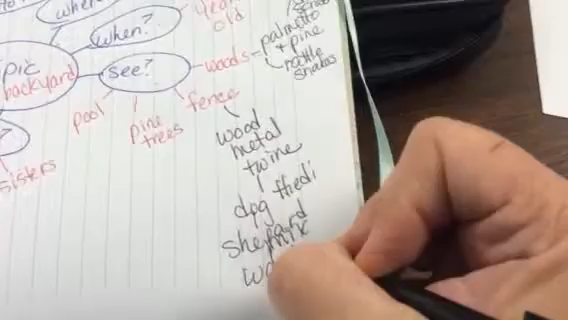 when?
when?
old
pic
backyard
see?
woods - palmetto
+ pine
rattle
snakes
pool
pine
trees
fence
sisters
wood
metal
twine
dog